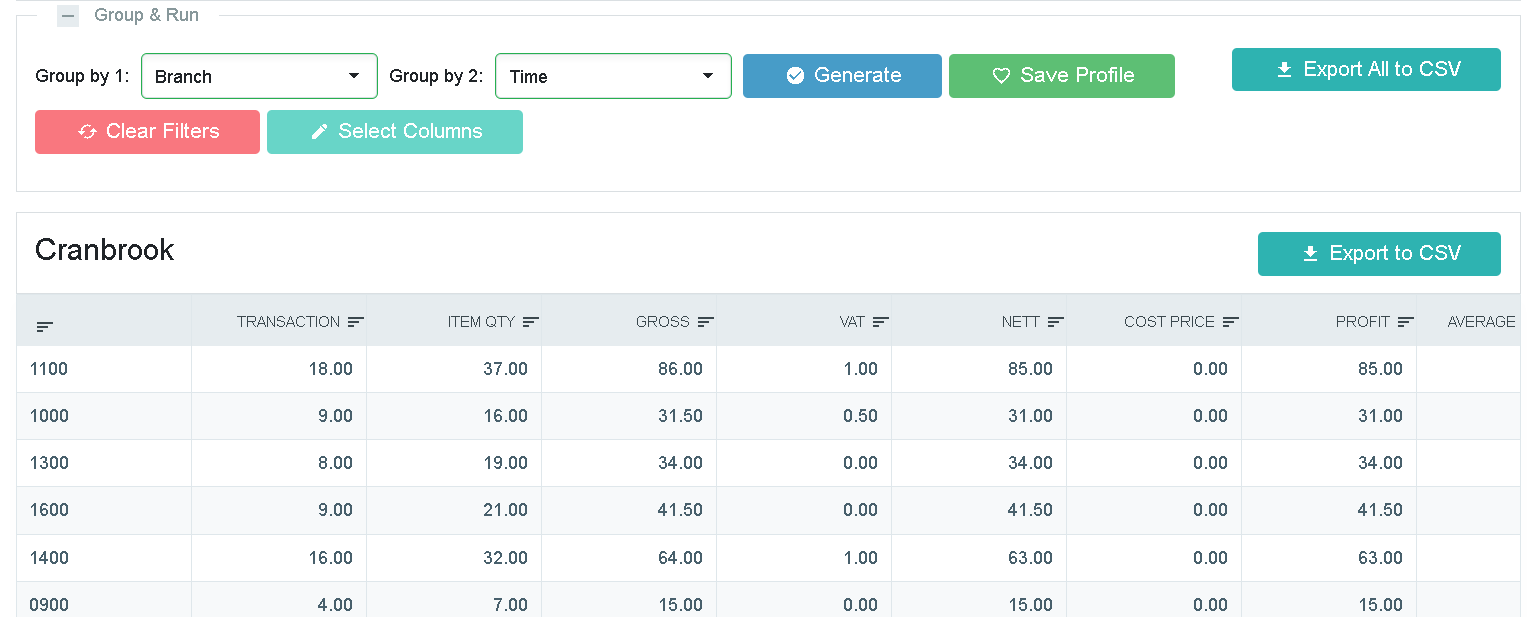 Group & Run
Group by 1: Branch Group by 2: Time Generate Save Profile Export All to CSV
Clear Filters Select Columns
Cranbrook Export to CSV
TRANSACTION ITEM QTY GROSS VAT NETT COST PRICE PROFIT AVERAGE
1100 18.00 37.00 86.00 1.00 85.00 0.00 85.00
1000 9.00 16.00 31.50 0.50 31.00 0.00 31.00
1300 8.00 19.00 34.00 0.00 34.00 0.00 34.00
1600 9.00 21.00 41.50 0.00 41.50 0.00 41.50
1400 16.00 32.00 64.00 1.00 63.00 0.00 63.00
0900 4.00 7.00 15.00 0.00 15.00 0.00 15.00